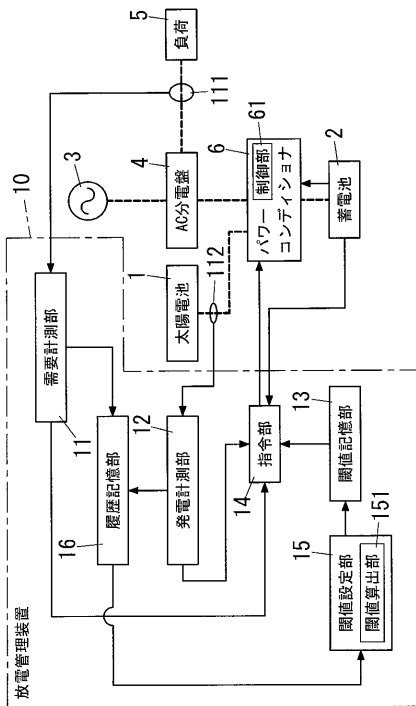 放電管理装置
10
需要計測部
11
履歴記憶部
16
発電計測部
12
指令部
14
閾値記憶部
13
閾値設定部
15
閾値算出部
151
太陽電池
1
112
3
AC分電盤
4
負荷
5
111
パワー
コンディショナ
6
制御部
61
蓄電池
2